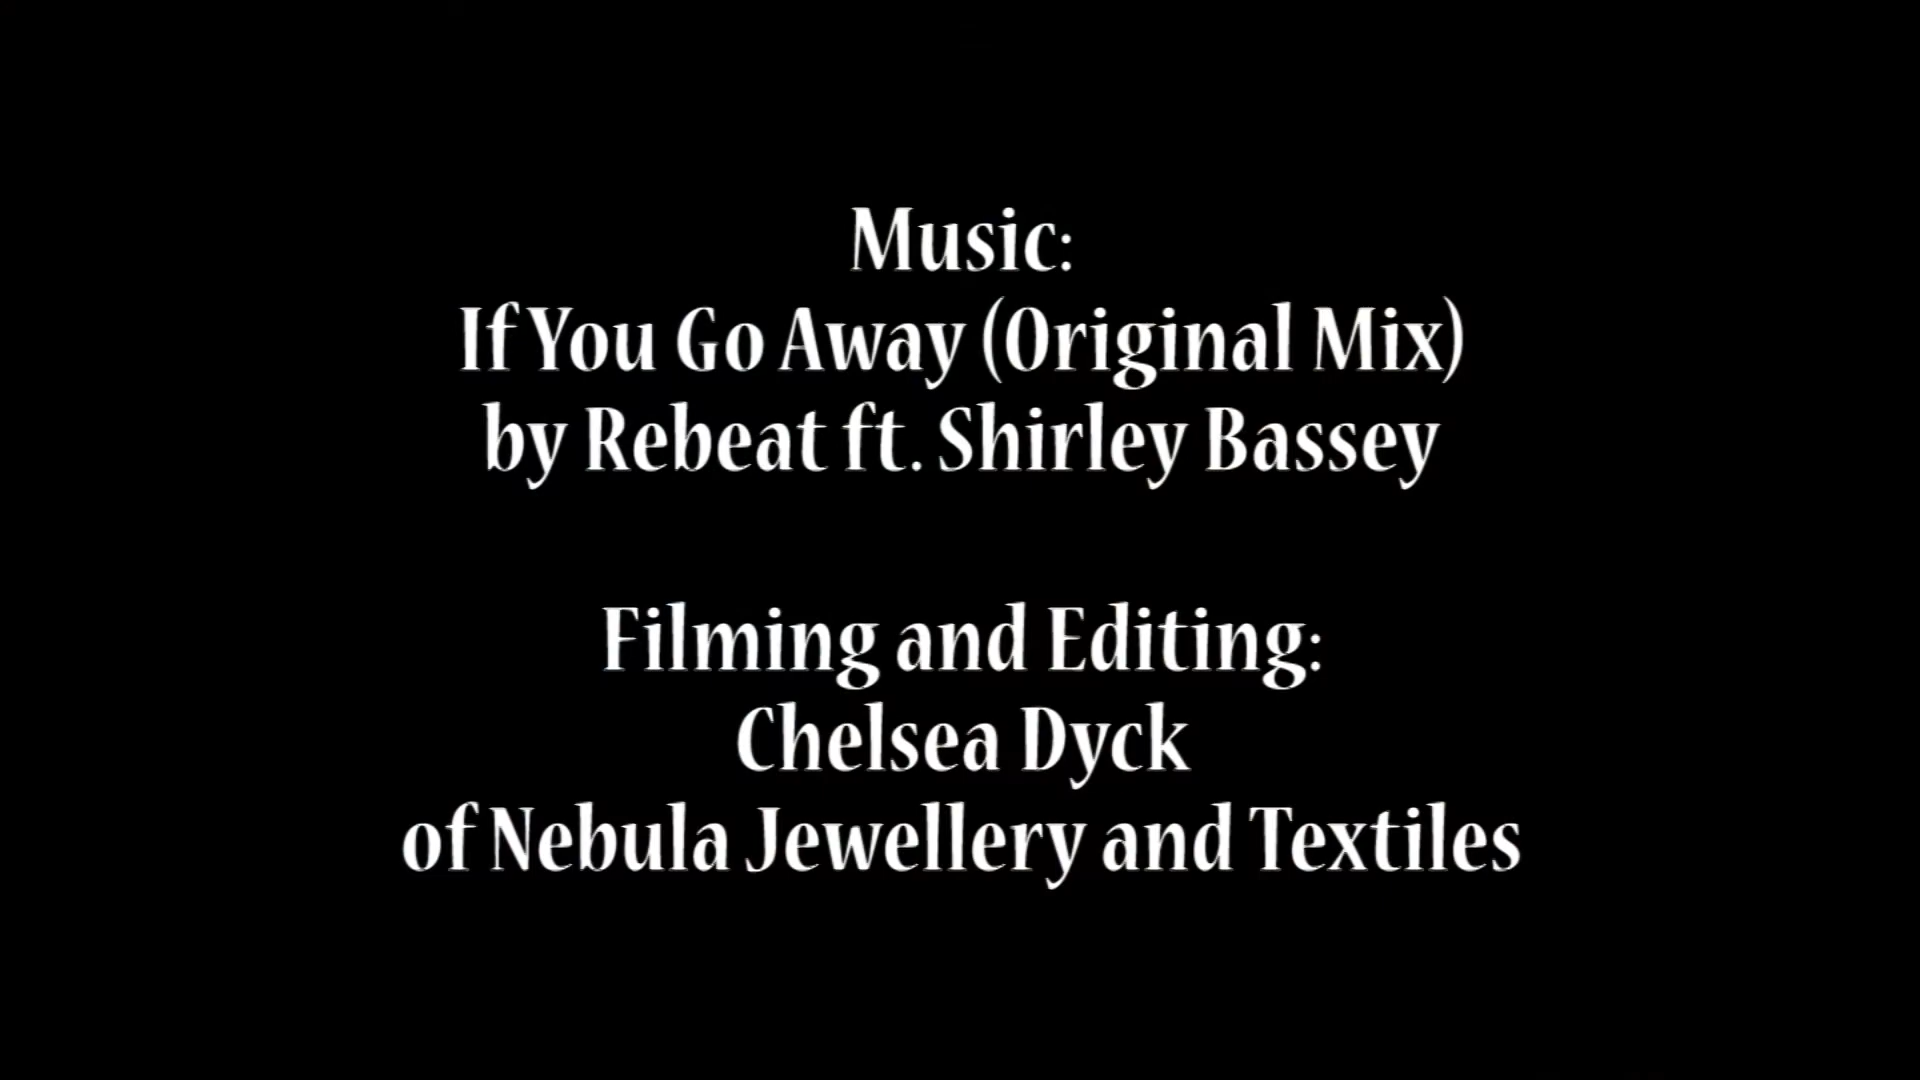 Music:
If You Go Away (Original Mix)
by Rebeat ft. Shirley Bassey
Filming and Editing:
Chelsea Dyck
of Nebula Jewellery and Textiles